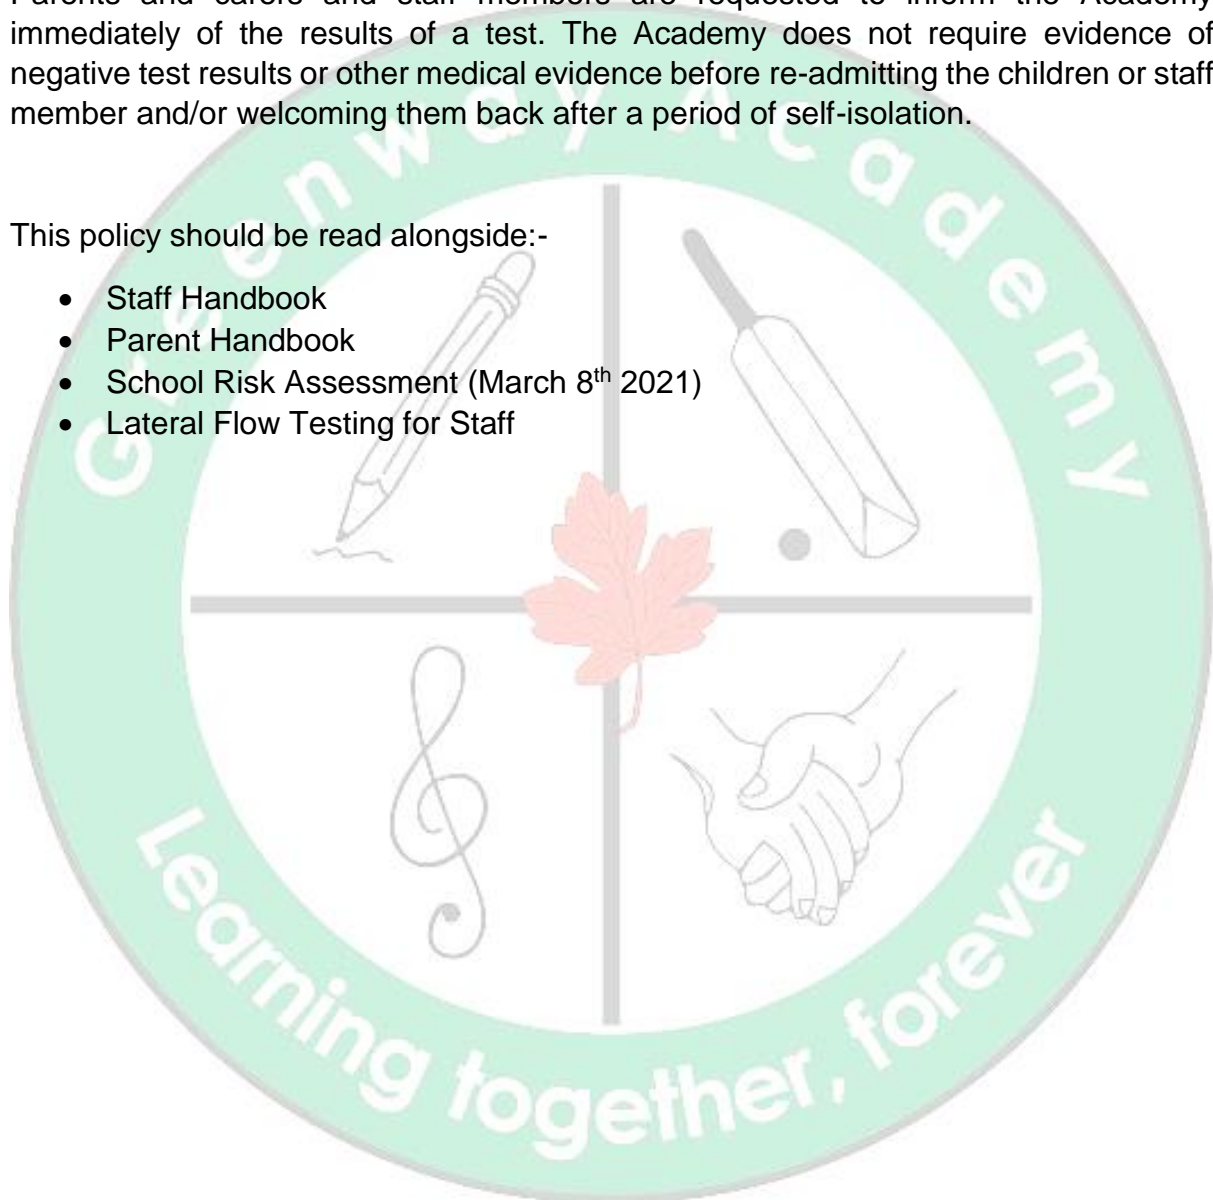 Parents and carers and staff members are requested to inform the Academy
immediately of the results of a test. The Academy does not require evidence of
negative test results or other medical evidence before re-admitting the children or staff
member and/or welcoming them back after a period of self-isolation.
This policy should be read alongside:-
• Staff Handbook
• Parent Handbook
• School Risk Assessment (March 8th 2021)
• Lateral Flow Testing for Staff
Greenway Academy
Learning together, forever